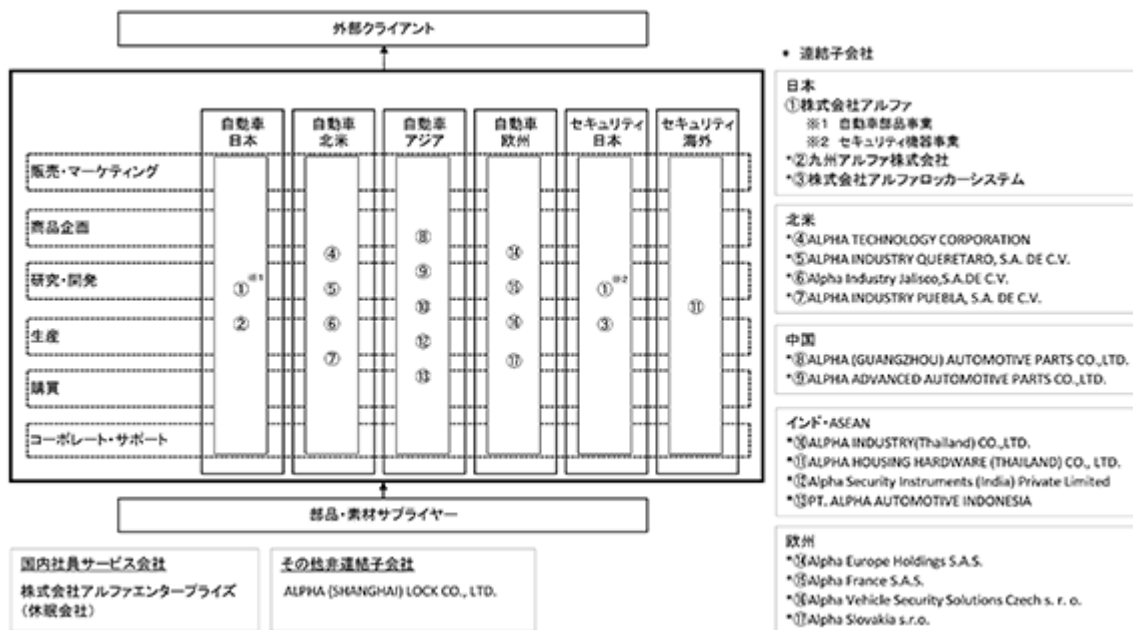 外部クライアント
自動車
日本
自動車
北米
自動車
アジア
自動車
欧州
セキュリティ
日本
セキュリティ
海外
販売・マーケティング
商品企画
研究・開発
生産
購買
コーポレート・サポート
①※1
②
④
⑤
⑥
⑦
⑧
⑨
⑩
⑫
⑬
⑭
⑮
⑯
⑰
①※2
③
⑪
部品・素材サプライヤー
国内社員サービス会社
株式会社アルファエンタープライズ
（休眠会社）
その他非連結子会社
ALPHA (SHANGHAI) LOCK CO., LTD.
* 連結子会社
日本
①株式会社アルファ
※1 自動車部品事業
※2 セキュリティ機器事業
*②九州アルファ株式会社
*③株式会社アルファロッカーシステム
北米
*④ALPHA TECHNOLOGY CORPORATION
*⑤ALPHA INDUSTRY QUERETARO, S.A. DE C.V.
*⑥Alpha Industry Jalisco,S.A.DE C.V.
*⑦ALPHA INDUSTRY PUEBLA, S.A. DE C.V.
中国
*⑧ALPHA (GUANGZHOU) AUTOMOTIVE PARTS CO.,LTD.
*⑨ALPHA ADVANCED AUTOMOTIVE PARTS CO.,LTD.
インド・ASEAN
*⑩ALPHA INDUSTRY(Thailand) CO.,LTD.
*⑪ALPHA HOUSING HARDWARE (THAILAND) CO., LTD.
*⑫Alpha Security Instruments (India) Private Limited
*⑬PT. ALPHA AUTOMOTIVE INDONESIA
欧州
*⑭Alpha Europe Holdings S.A.S.
*⑮Alpha France S.A.S.
*⑯Alpha Vehicle Security Solutions Czech s. r. o.
*⑰Alpha Slovakia s.r.o.